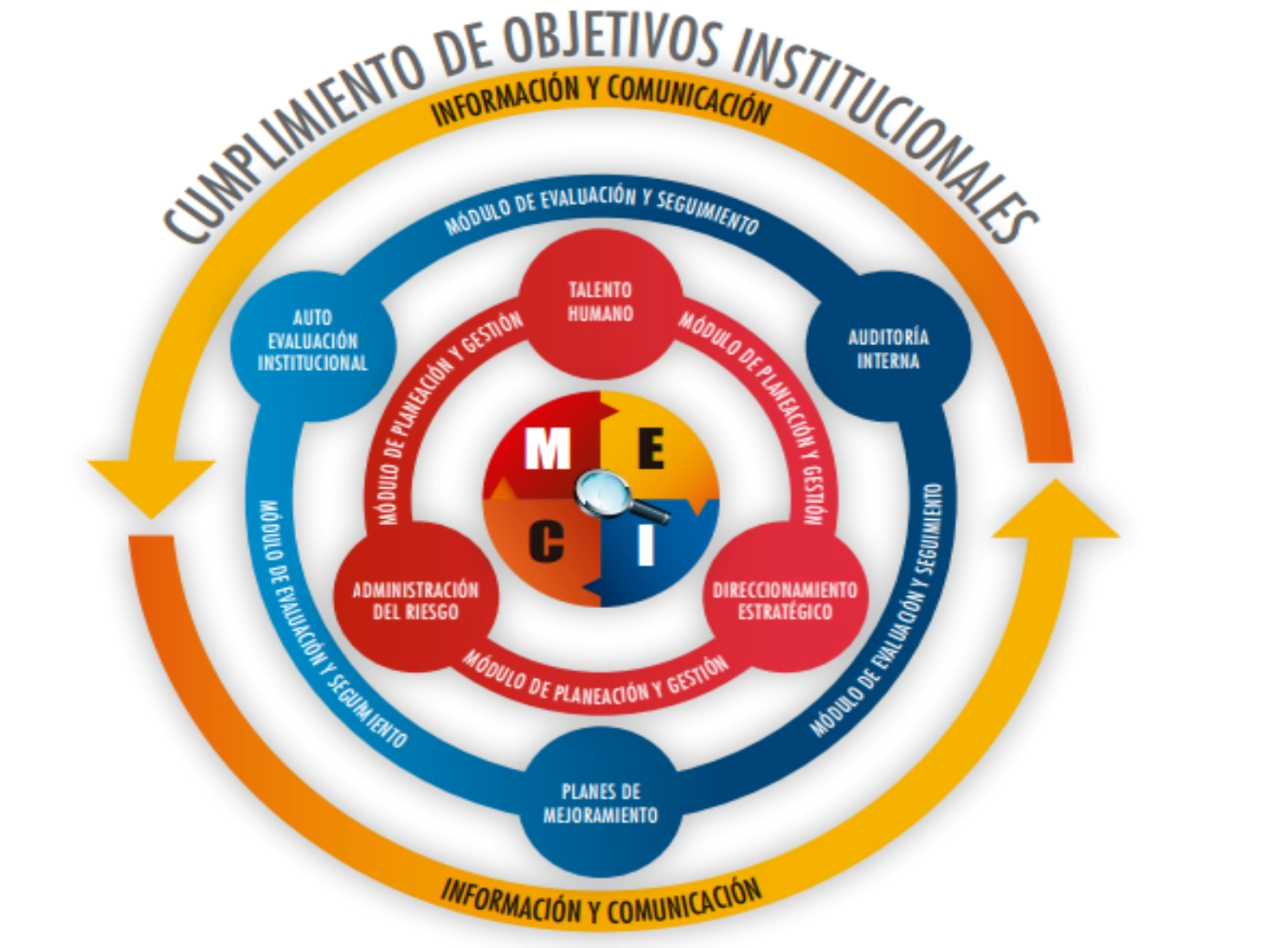 CUMPLIMIENTO DE OBJETIVOS INSTITUCIONALES
INFORMACIÓN Y COMUNICACIÓN
MÓDULO DE EVALUACIÓN Y SEGUIMIENTO
TALENTO
HUMANO
AUTO
EVALUACIÓN
INSTITUCIONAL
AUDITORÍA
INTERNA
MÓDULO DE PLANEACIÓN Y GESTIÓN
MÓDULO DE PLANEACIÓN Y GESTIÓN
M E
C I
ADMINISTRACIÓN
DEL RIESGO
DIRECCIONAMIENTO
ESTRATÉGICO
MÓDULO DE EVALUACIÓN Y SEGUIMIENTO
MÓDULO DE EVALUACIÓN Y SEGUIMIENTO
MÓDULO DE PLANEACIÓN Y GESTIÓN
PLANES DE
MEJORAMIENTO
INFORMACIÓN Y COMUNICACIÓN